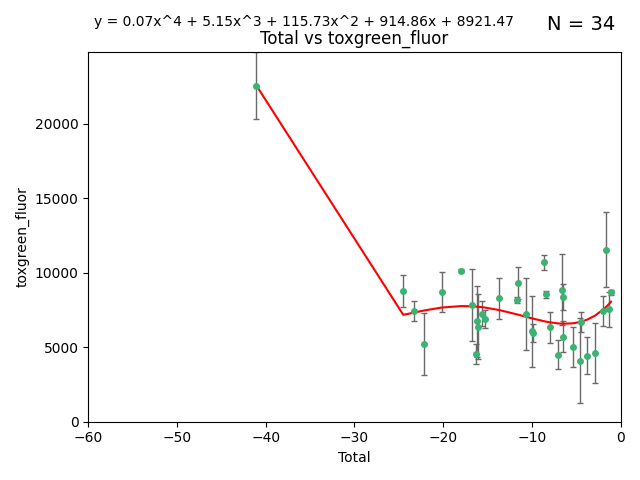 y = 0.07x^4 + 5.15x^3 + 115.73x^2 + 914.86x + 8921.47
N = 34
Total vs toxgreen_fluor
toxgreen_fluor
20000
15000
10000
5000
0
−60
−50
−40
−30
−20
−10
0
Total